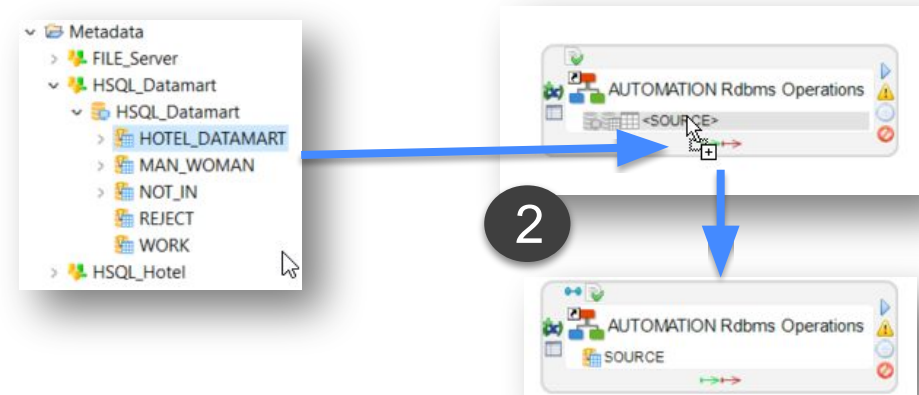 Metadata
FILE_Server
HSQL_Datamart
HSQL_Datamart
HOTEL_DATAMART
MAN_WOMAN
NOT_IN
REJECT
WORK
HSQL_Hotel
AUTOMATION Rdbms Operations
<SOURCE>
2
AUTOMATION Rdbms Operations
SOURCE